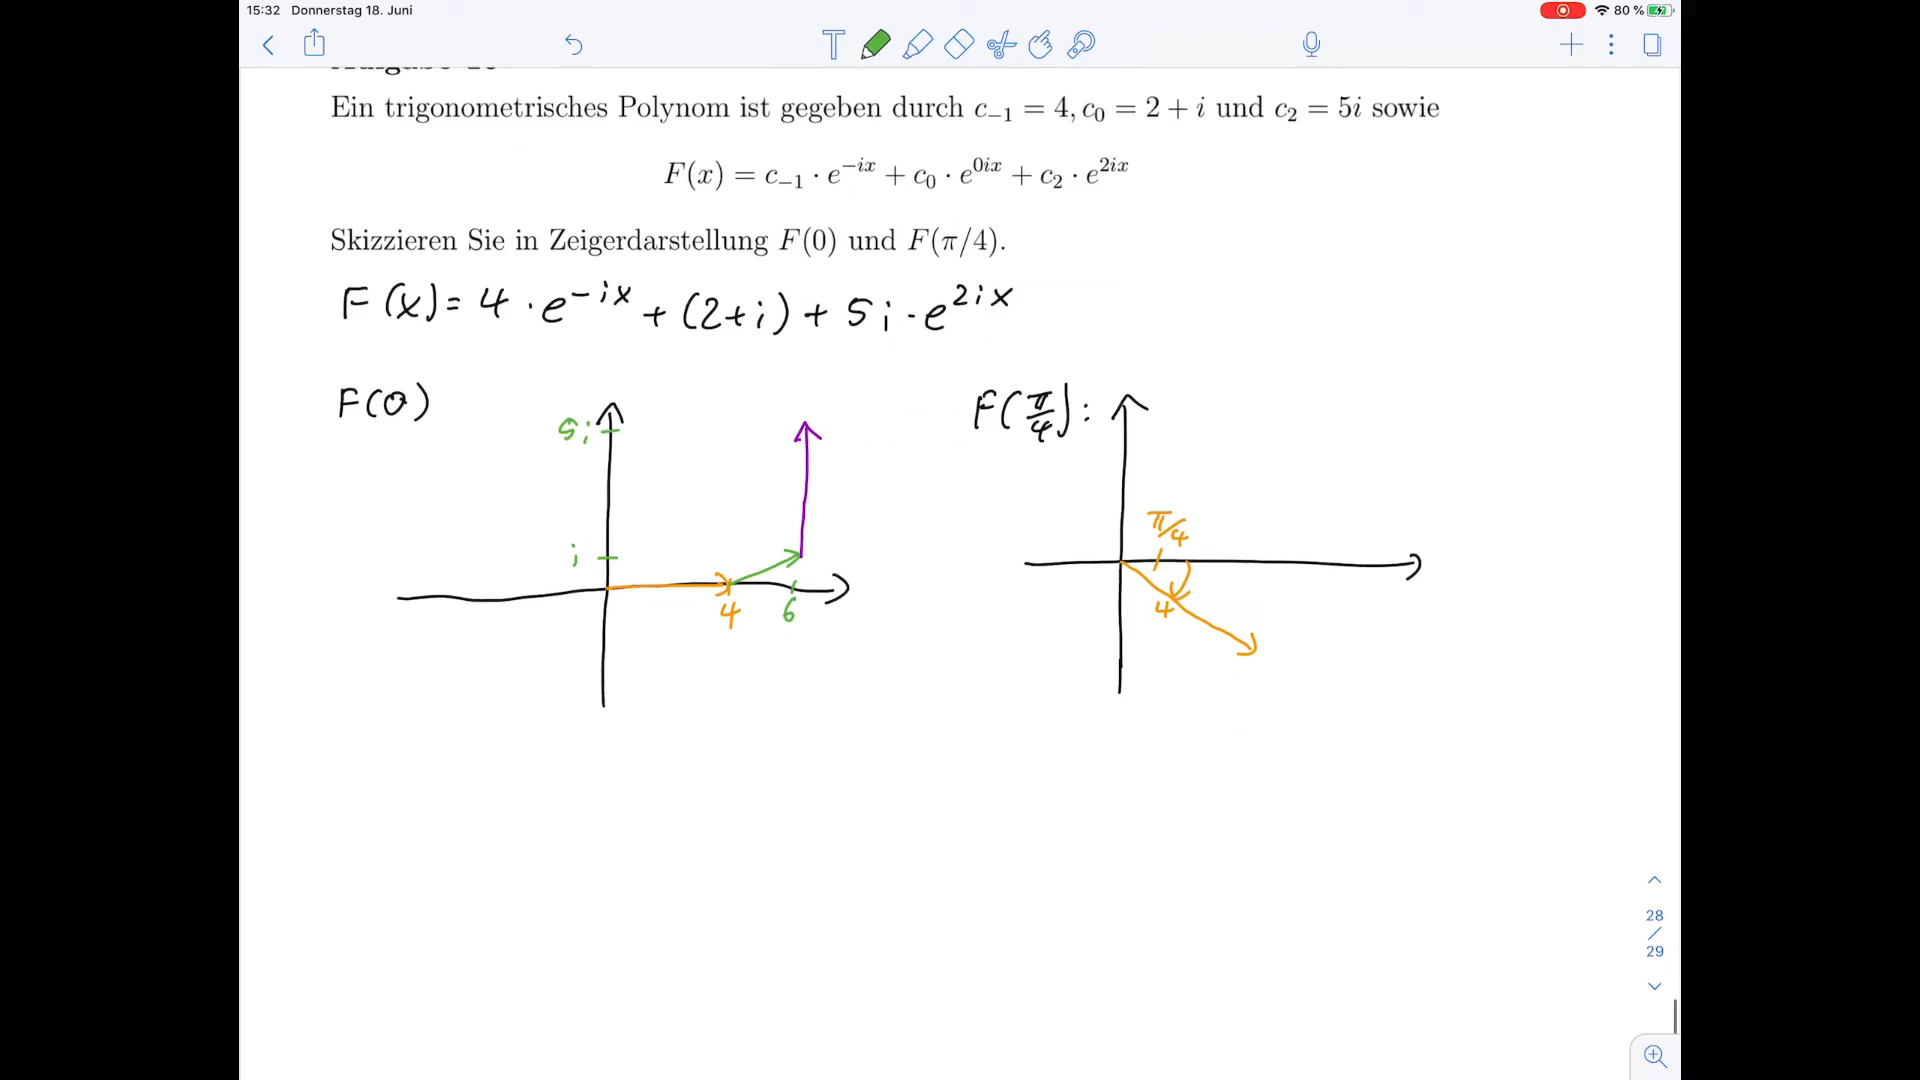 15:32 Donnerstag 18. Juni 80 %
Ein trigonometrisches Polynom ist gegeben durch c₋₁ = 4, c₀ = 2 + i und c₂ = 5i sowie
F(x) = c₋₁ · e^{−ix} + c₀ · e^{0ix} + c₂ · e^{2ix}
Skizzieren Sie in Zeigerdarstellung F(0) und F(π/4).
F(x) = 4 · e^{−ix} + (2+i) + 5i · e^{2ix}
F(0)
5i
i
4
6
F(π/4):
π/4
4
28
/
29